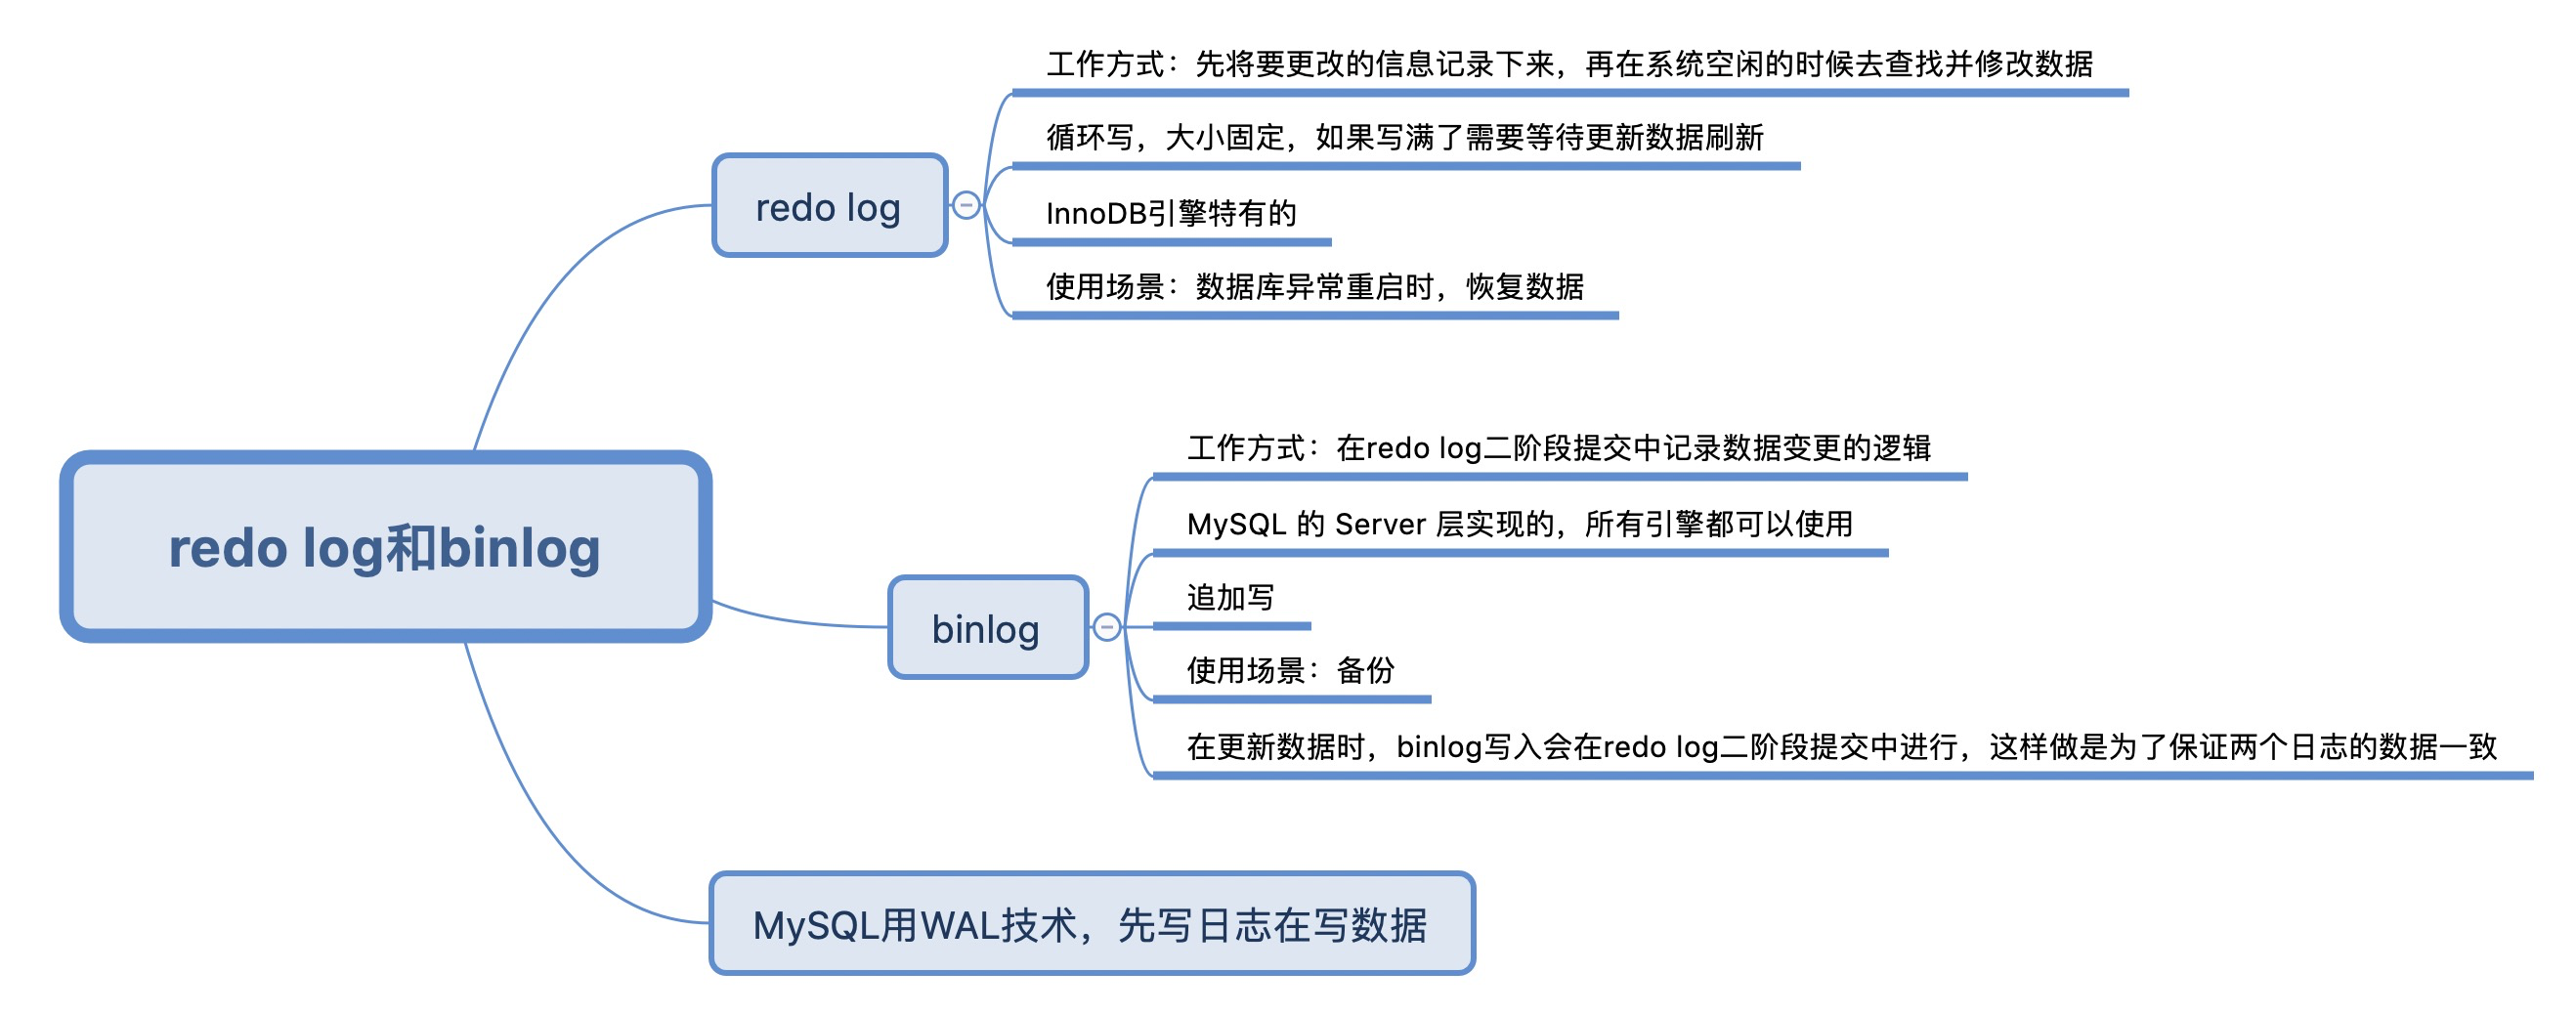 工作方式：先将要更改的信息记录下来，再在系统空闲的时候去查找并修改数据
循环写，大小固定，如果写满了需要等待更新数据刷新
redo log
InnoDB引擎特有的
使用场景：数据库异常重启时，恢复数据
redo log和binlog
工作方式：在redo log二阶段提交中记录数据变更的逻辑
MySQL 的 Server 层实现的，所有引擎都可以使用
追加写
binlog
使用场景：备份
在更新数据时，binlog写入会在redo log二阶段提交中进行，这样做是为了保证两个日志的数据一致
MySQL用WAL技术，先写日志在写数据